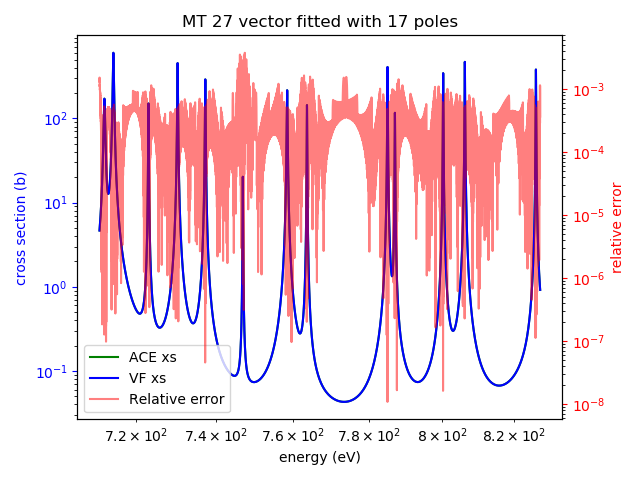 MT 27 vector fitted with 17 poles
cross section (b)
10²
10¹
10⁰
10⁻¹
relative error
10⁻³
10⁻⁴
10⁻⁵
10⁻⁶
10⁻⁷
10⁻⁸
ACE xs
VF xs
Relative error
7.2 × 10² 7.4 × 10² 7.6 × 10² 7.8 × 10² 8 × 10² 8.2 × 10²
energy (eV)